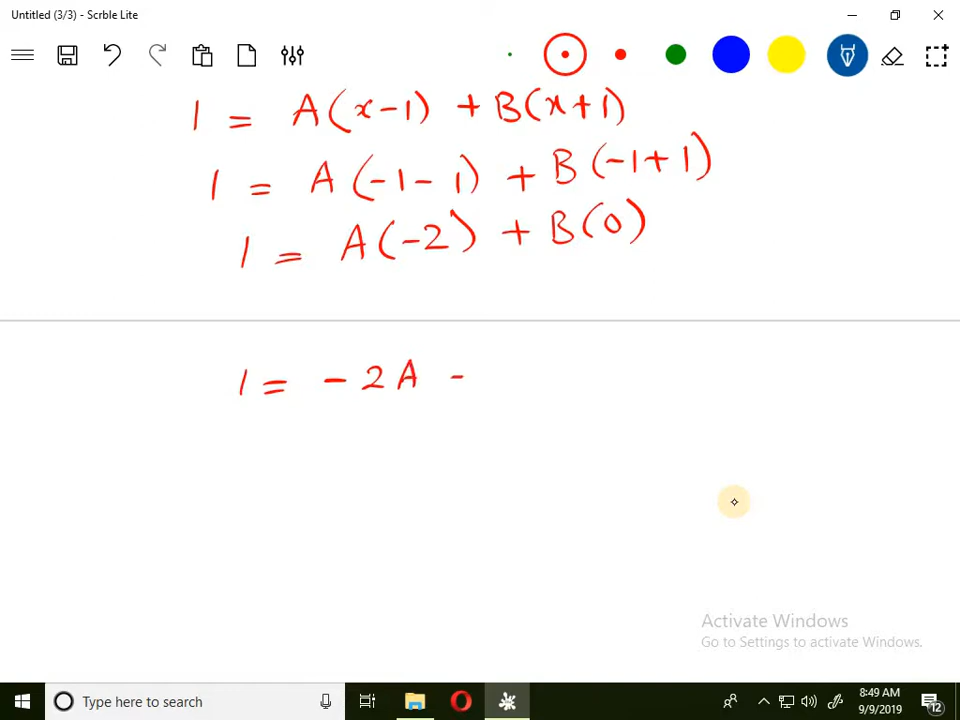 Untitled (3/3) - Scrble Lite
1 = A(x-1) + B(x+1)
1 = A(-1-1) + B(-1+1)
1 = A(-2) + B(0)
1 = -2A -
Activate Windows
Go to Settings to activate Windows.
Type here to search
8:49 AM
9/9/2019
12